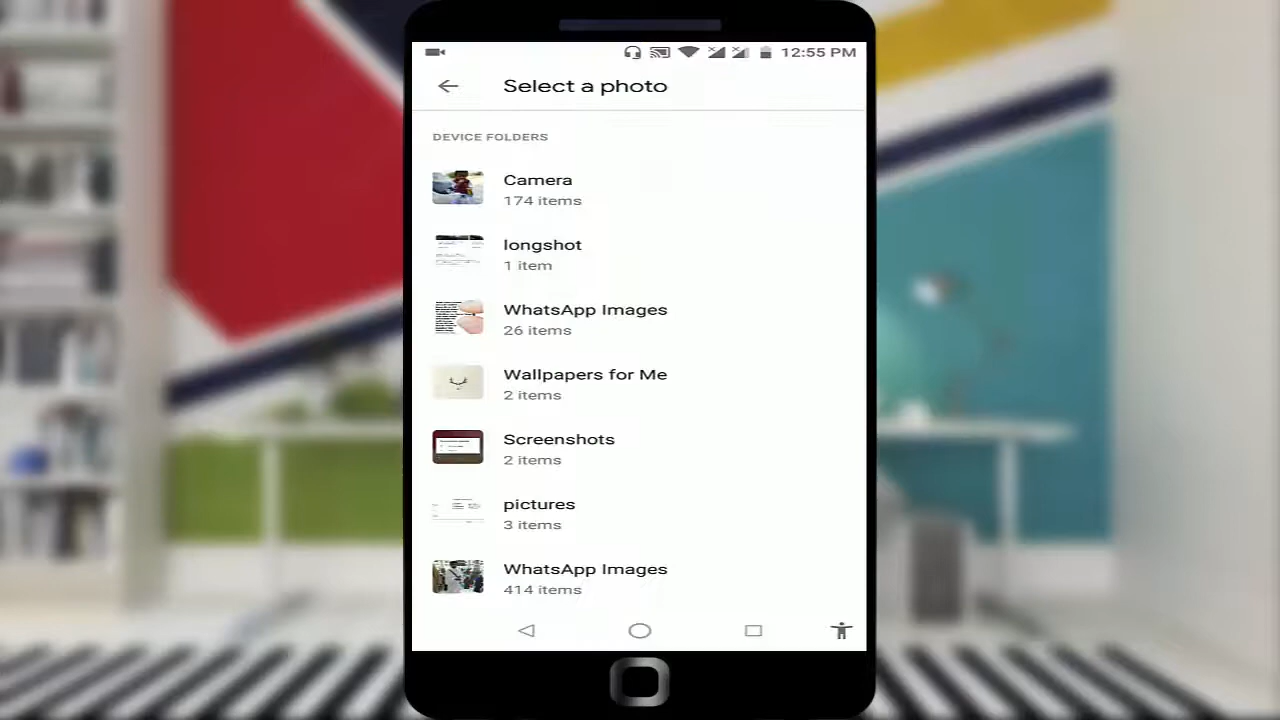 12:55 PM
Select a photo
DEVICE FOLDERS
Camera
174 items
longshot
1 item
WhatsApp Images
26 items
Wallpapers for Me
2 items
Screenshots
2 items
pictures
3 items
WhatsApp Images
414 items